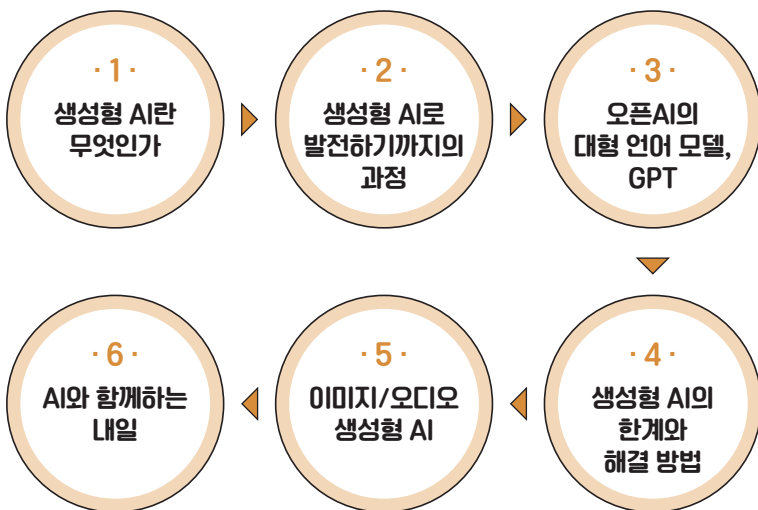 · 1 ·
생성형 AI란
무엇인가
· 2 ·
생성형 AI로
발전하기까지의
과정
· 3 ·
오픈AI의
대형 언어 모델,
GPT
· 4 ·
생성형 AI의
한계와
해결 방법
· 5 ·
이미지/오디오
생성형 AI
· 6 ·
AI와 함께하는
내일